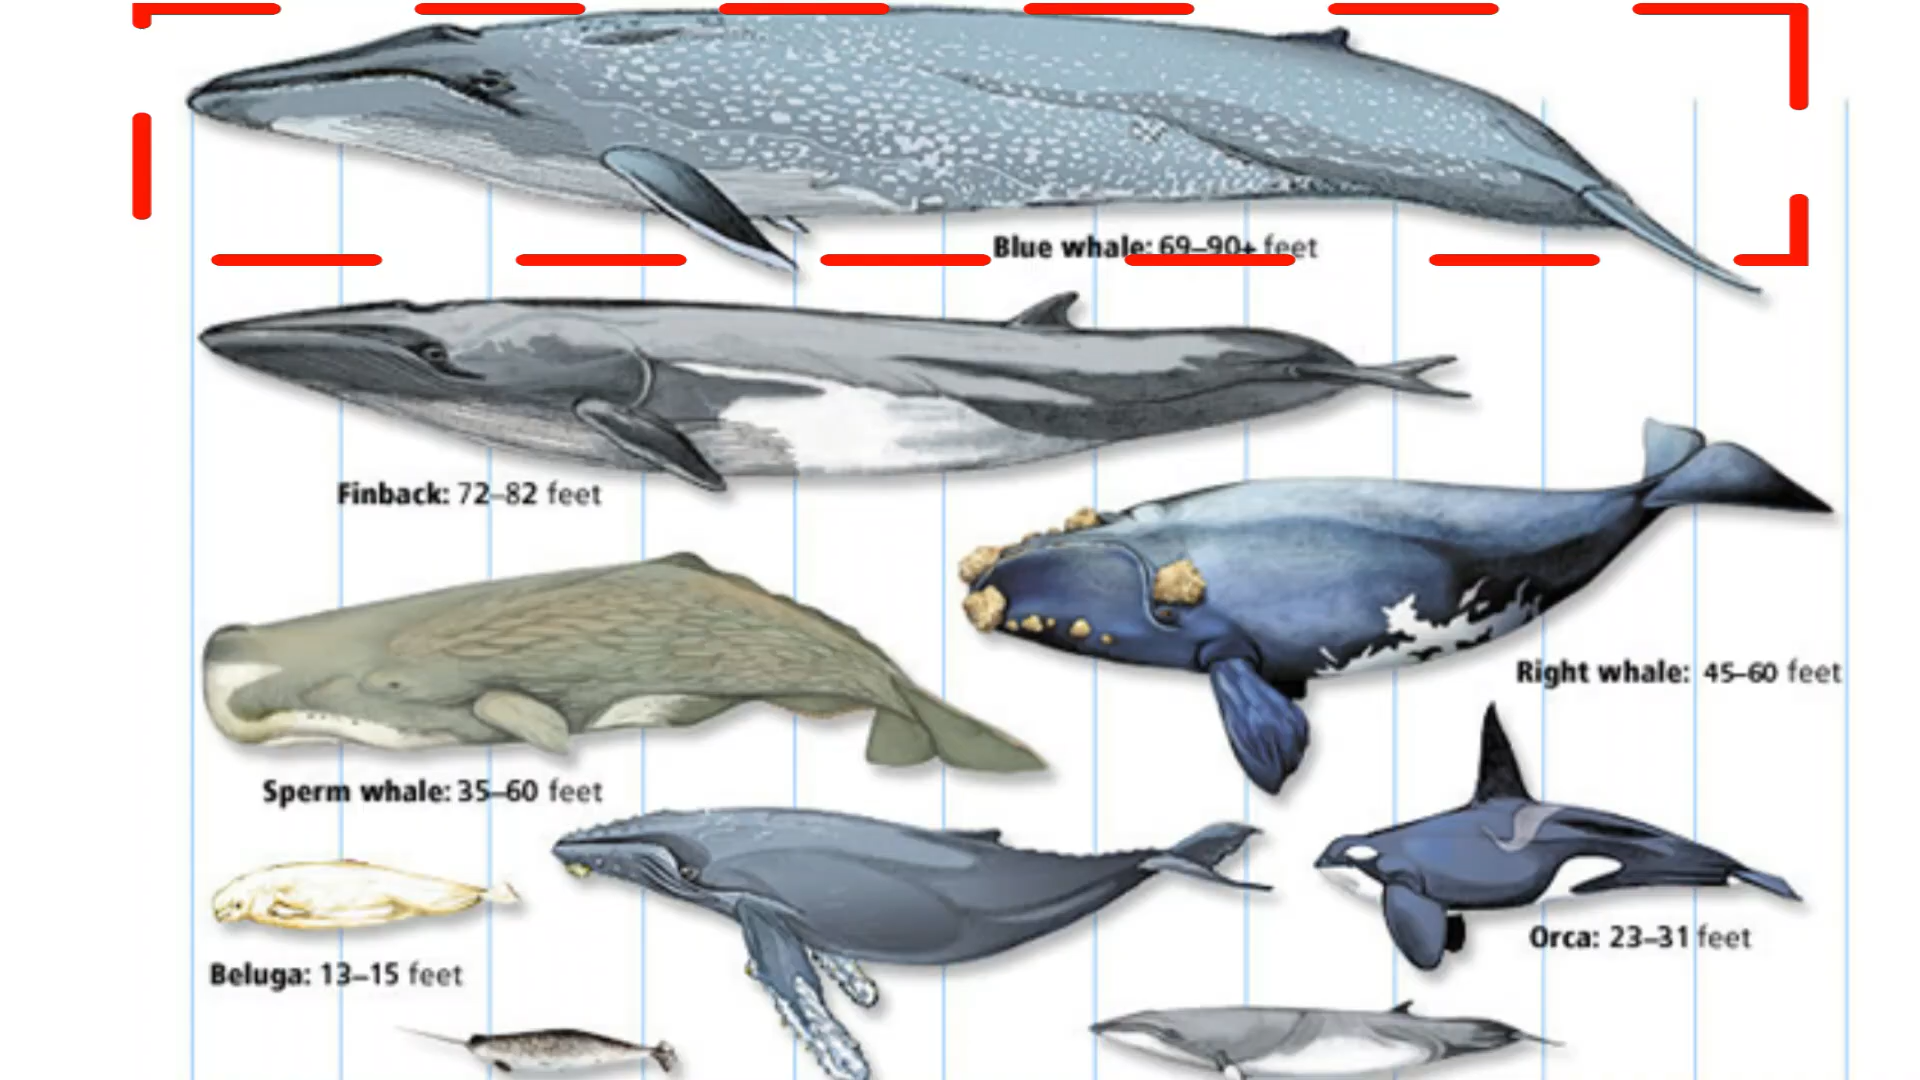 Blue whale: 69–90+ feet
Finback: 72–82 feet
Right whale: 45–60 feet
Sperm whale: 35–60 feet
Orca: 23–31 feet
Beluga: 13–15 feet